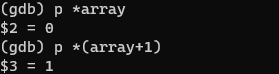 (gdb) p *array
$2 = 0
(gdb) p *(array+1)
$3 = 1